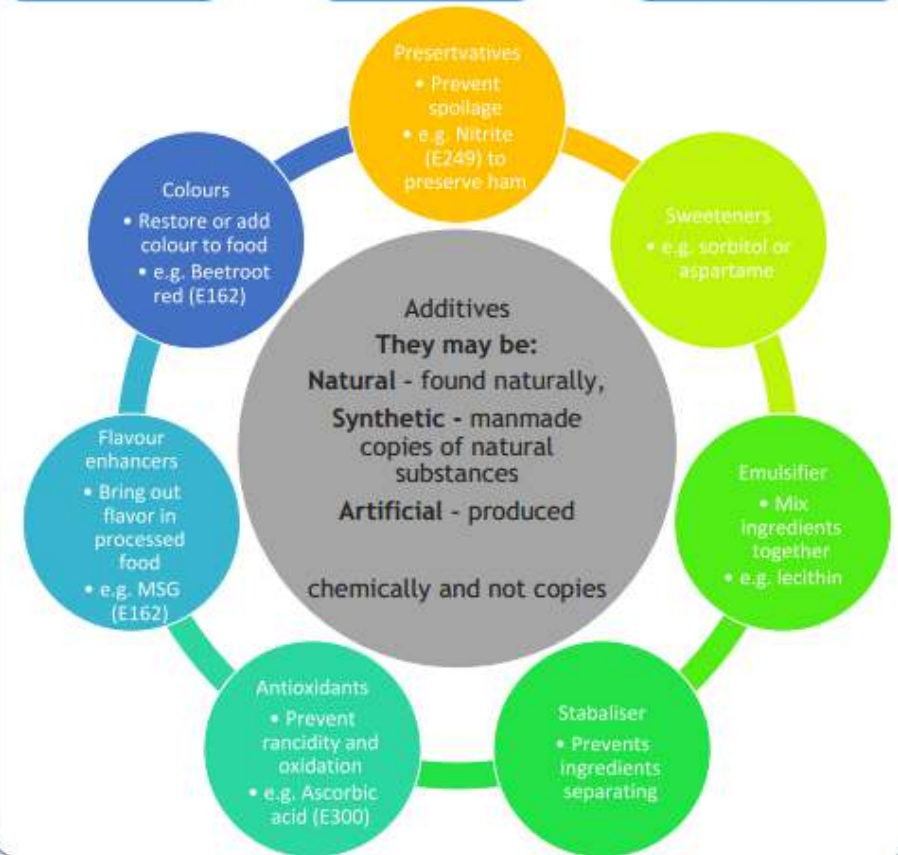 Presertvatives
• Prevent
spoilage
• e.g. Nitrite
(E249) to
preserve ham
Sweeteners
• e.g. sorbitol or
aspartame
Emulsifier
• Mix
ingredients
together
• e.g. lecithin
Stabaliser
• Prevents
ingredients
separating
Antioxidants
• Prevent
rancidity and
oxidation
• e.g. Ascorbic
acid (E300)
Flavour
enhancers
• Bring out
flavor in
processed
food
• e.g. MSG
(E162)
Colours
• Restore or add
colour to food
• e.g. Beetroot
red (E162)
Additives
They may be:
Natural - found naturally,
Synthetic - manmade
copies of natural
substances
Artificial - produced
chemically and not copies